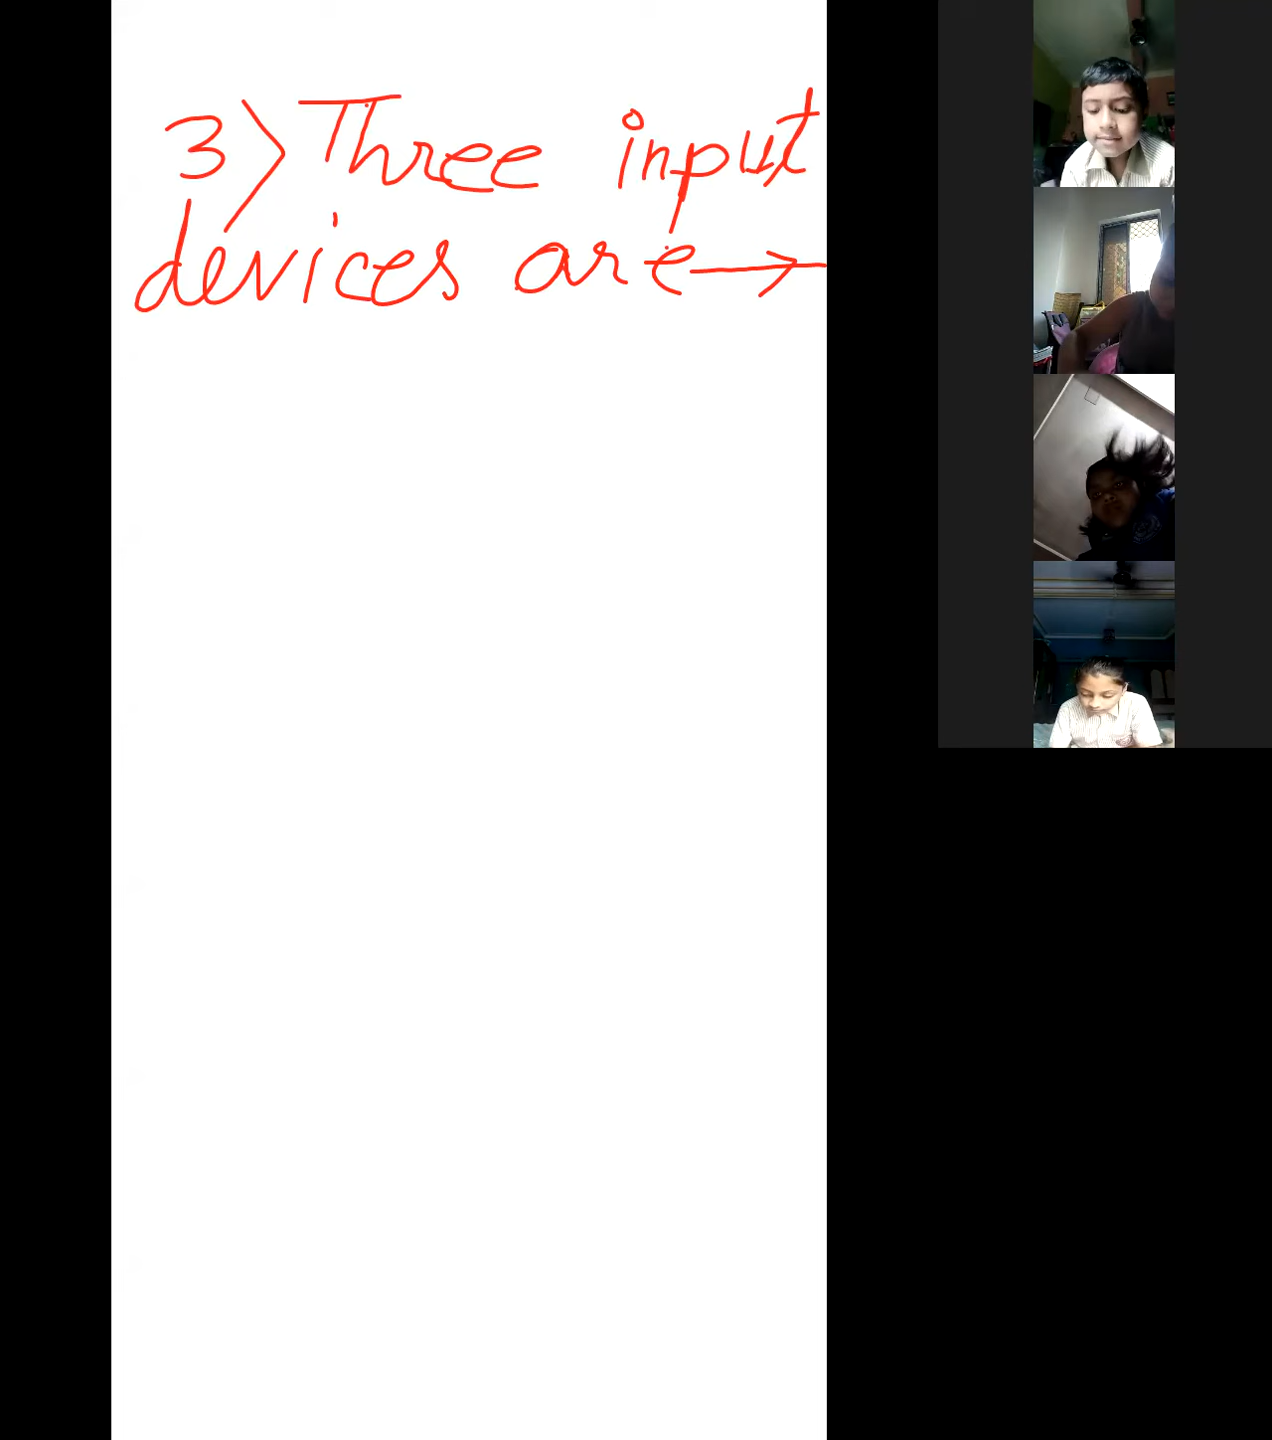 3) Three input
devices are →